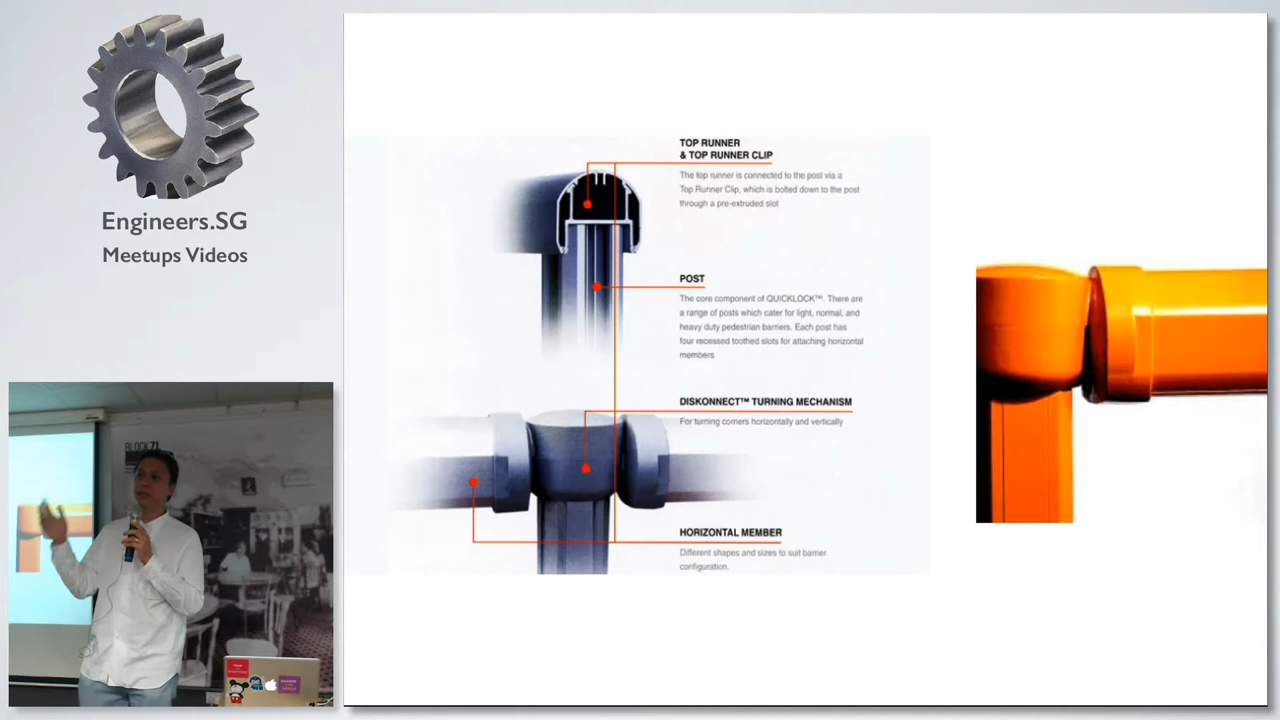 Engineers.SG
Meetups Videos
TOP RUNNER
& TOP RUNNER CLIP
The top runner is connected to the post via a
Top Runner Clip, which is bolted down to the post
through a pre-extruded slot
POST
The core component of QUICKLOCK™. There are
a range of posts which cater for light, normal, and
heavy duty pedestrian barriers. Each post has
four recessed toothed slots for attaching horizontal
members
DISKONNECT™ TURNING MECHANISM
For turning corners horizontally and vertically
HORIZONTAL MEMBER
Different shapes and sizes to suit barrier
configuration.
BLOCK71